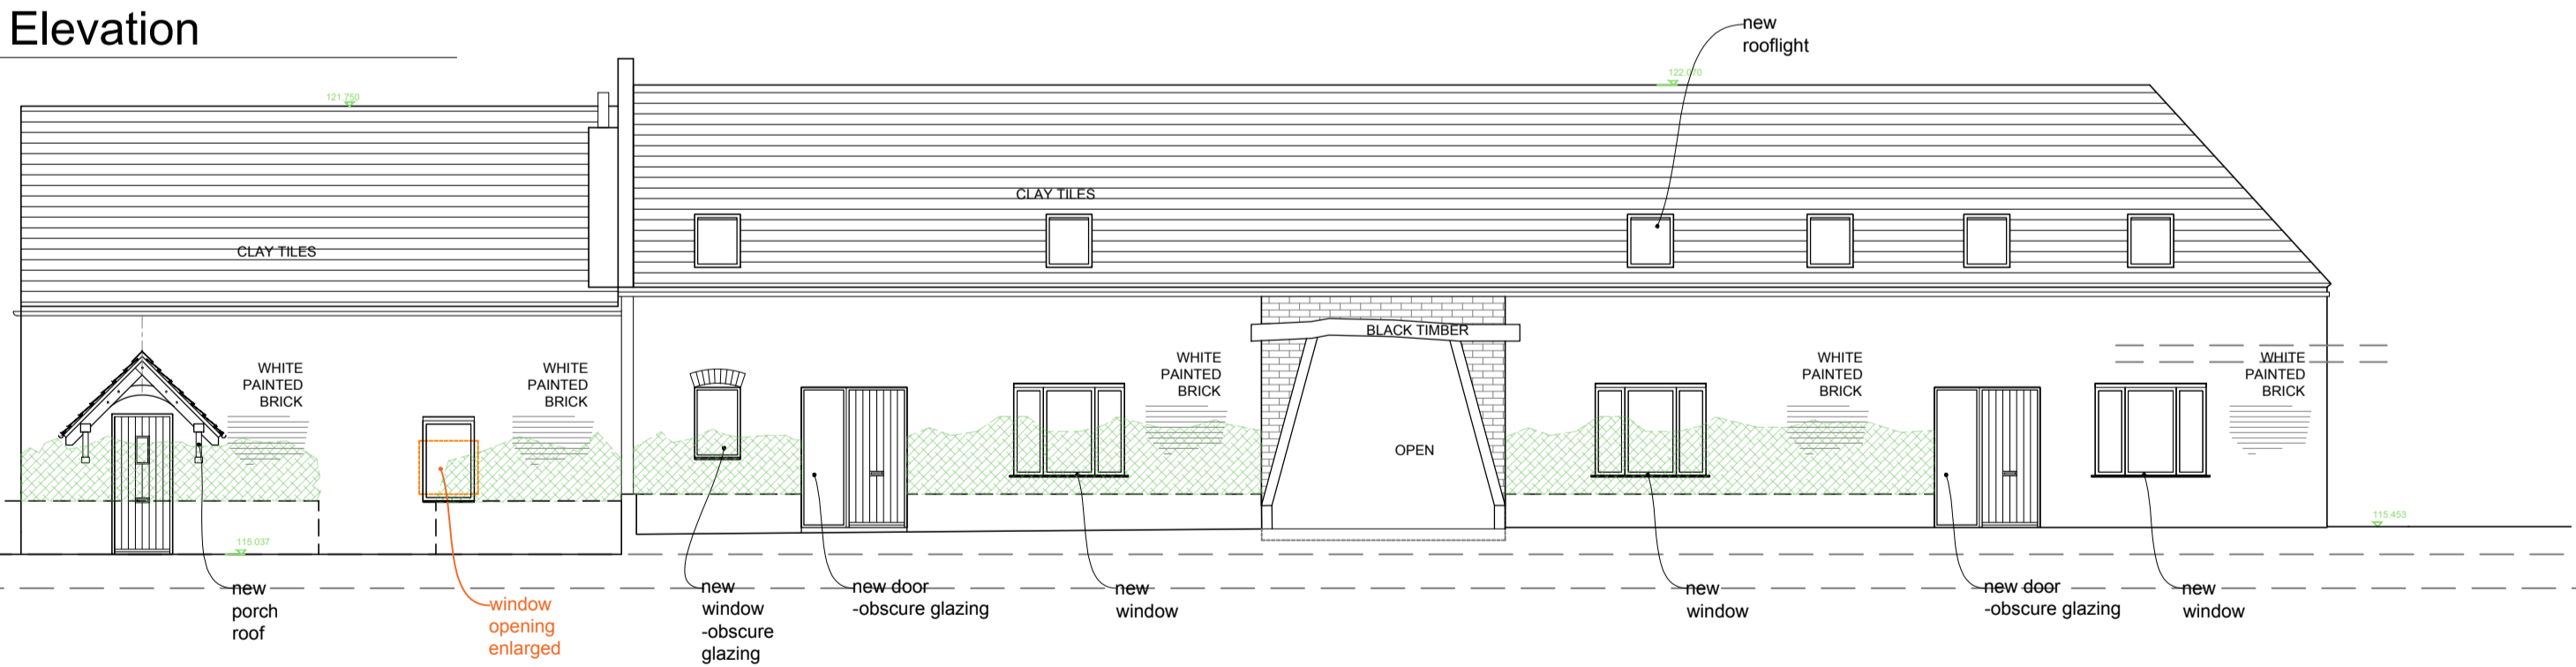 Elevation
new
rooflight
121.750
122.070
CLAY TILES
CLAY TILES
BLACK TIMBER
WHITE
PAINTED
BRICK
WHITE
PAINTED
BRICK
WHITE
PAINTED
BRICK
WHITE
PAINTED
BRICK
WHITE
PAINTED
BRICK
OPEN
115.037
115.453
new
porch
roof
window
opening
enlarged
new
window
-obscure
glazing
new door
-obscure glazing
new
window
new
window
new door
-obscure glazing
new
window